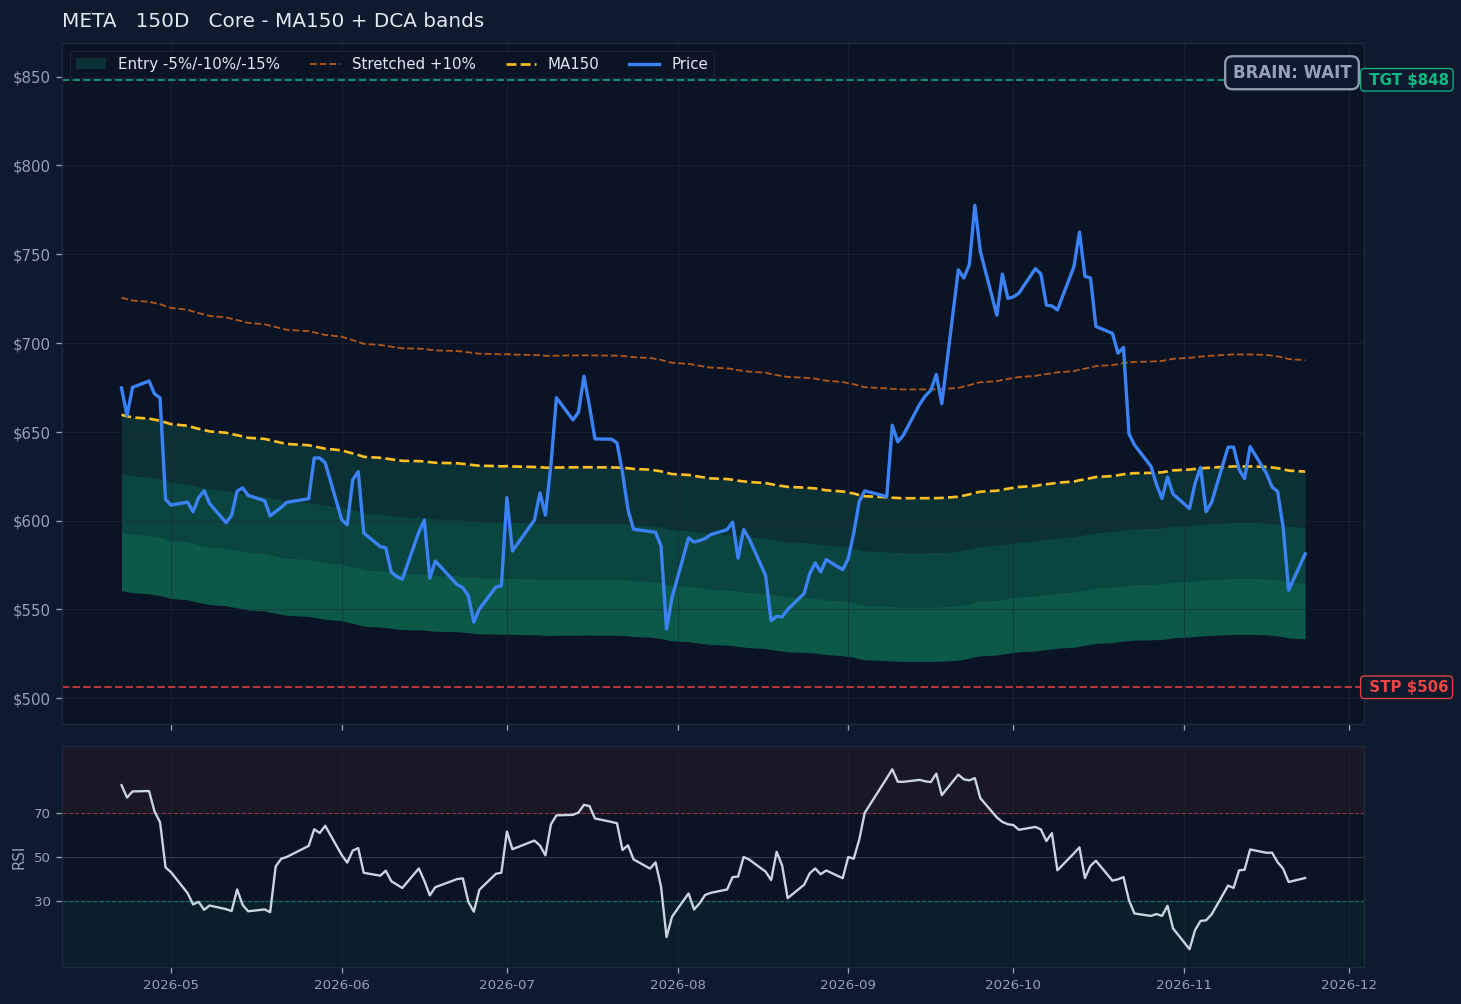 META   150D   Core - MA150 + DCA bands
Entry -5%/-10%/-15%   Stretched +10%   MA150   Price
BRAIN: WAIT
TGT $848
$850
$800
$750
$700
$650
$600
$550
$500
STP $506
RSI
70
50
30
2026-05   2026-06   2026-07   2026-08   2026-09   2026-10   2026-11   2026-12